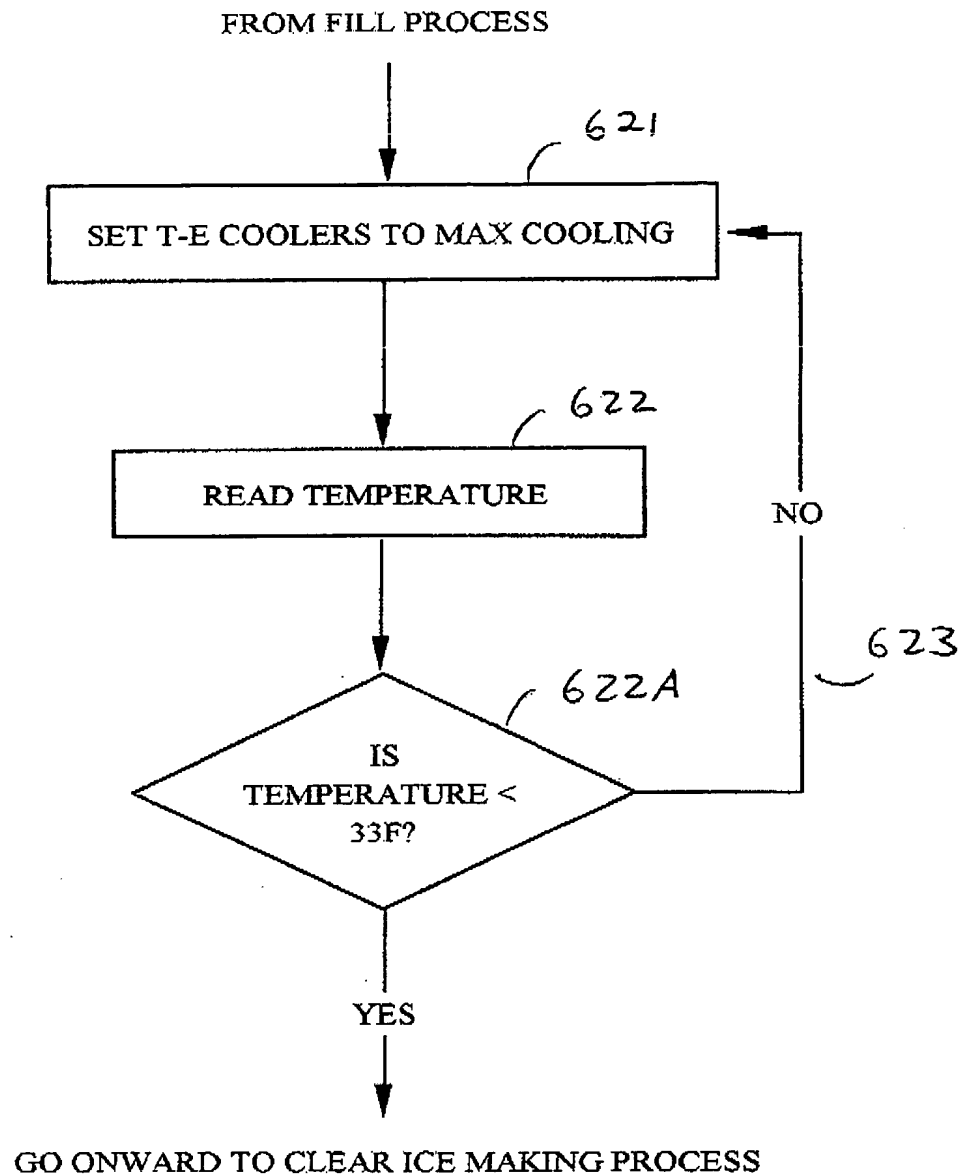 FROM FILL PROCESS
621
SET T-E COOLERS TO MAX COOLING
622
READ TEMPERATURE
NO
623
622A
IS
TEMPERATURE <
33F?
YES
GO ONWARD TO CLEAR ICE MAKING PROCESS